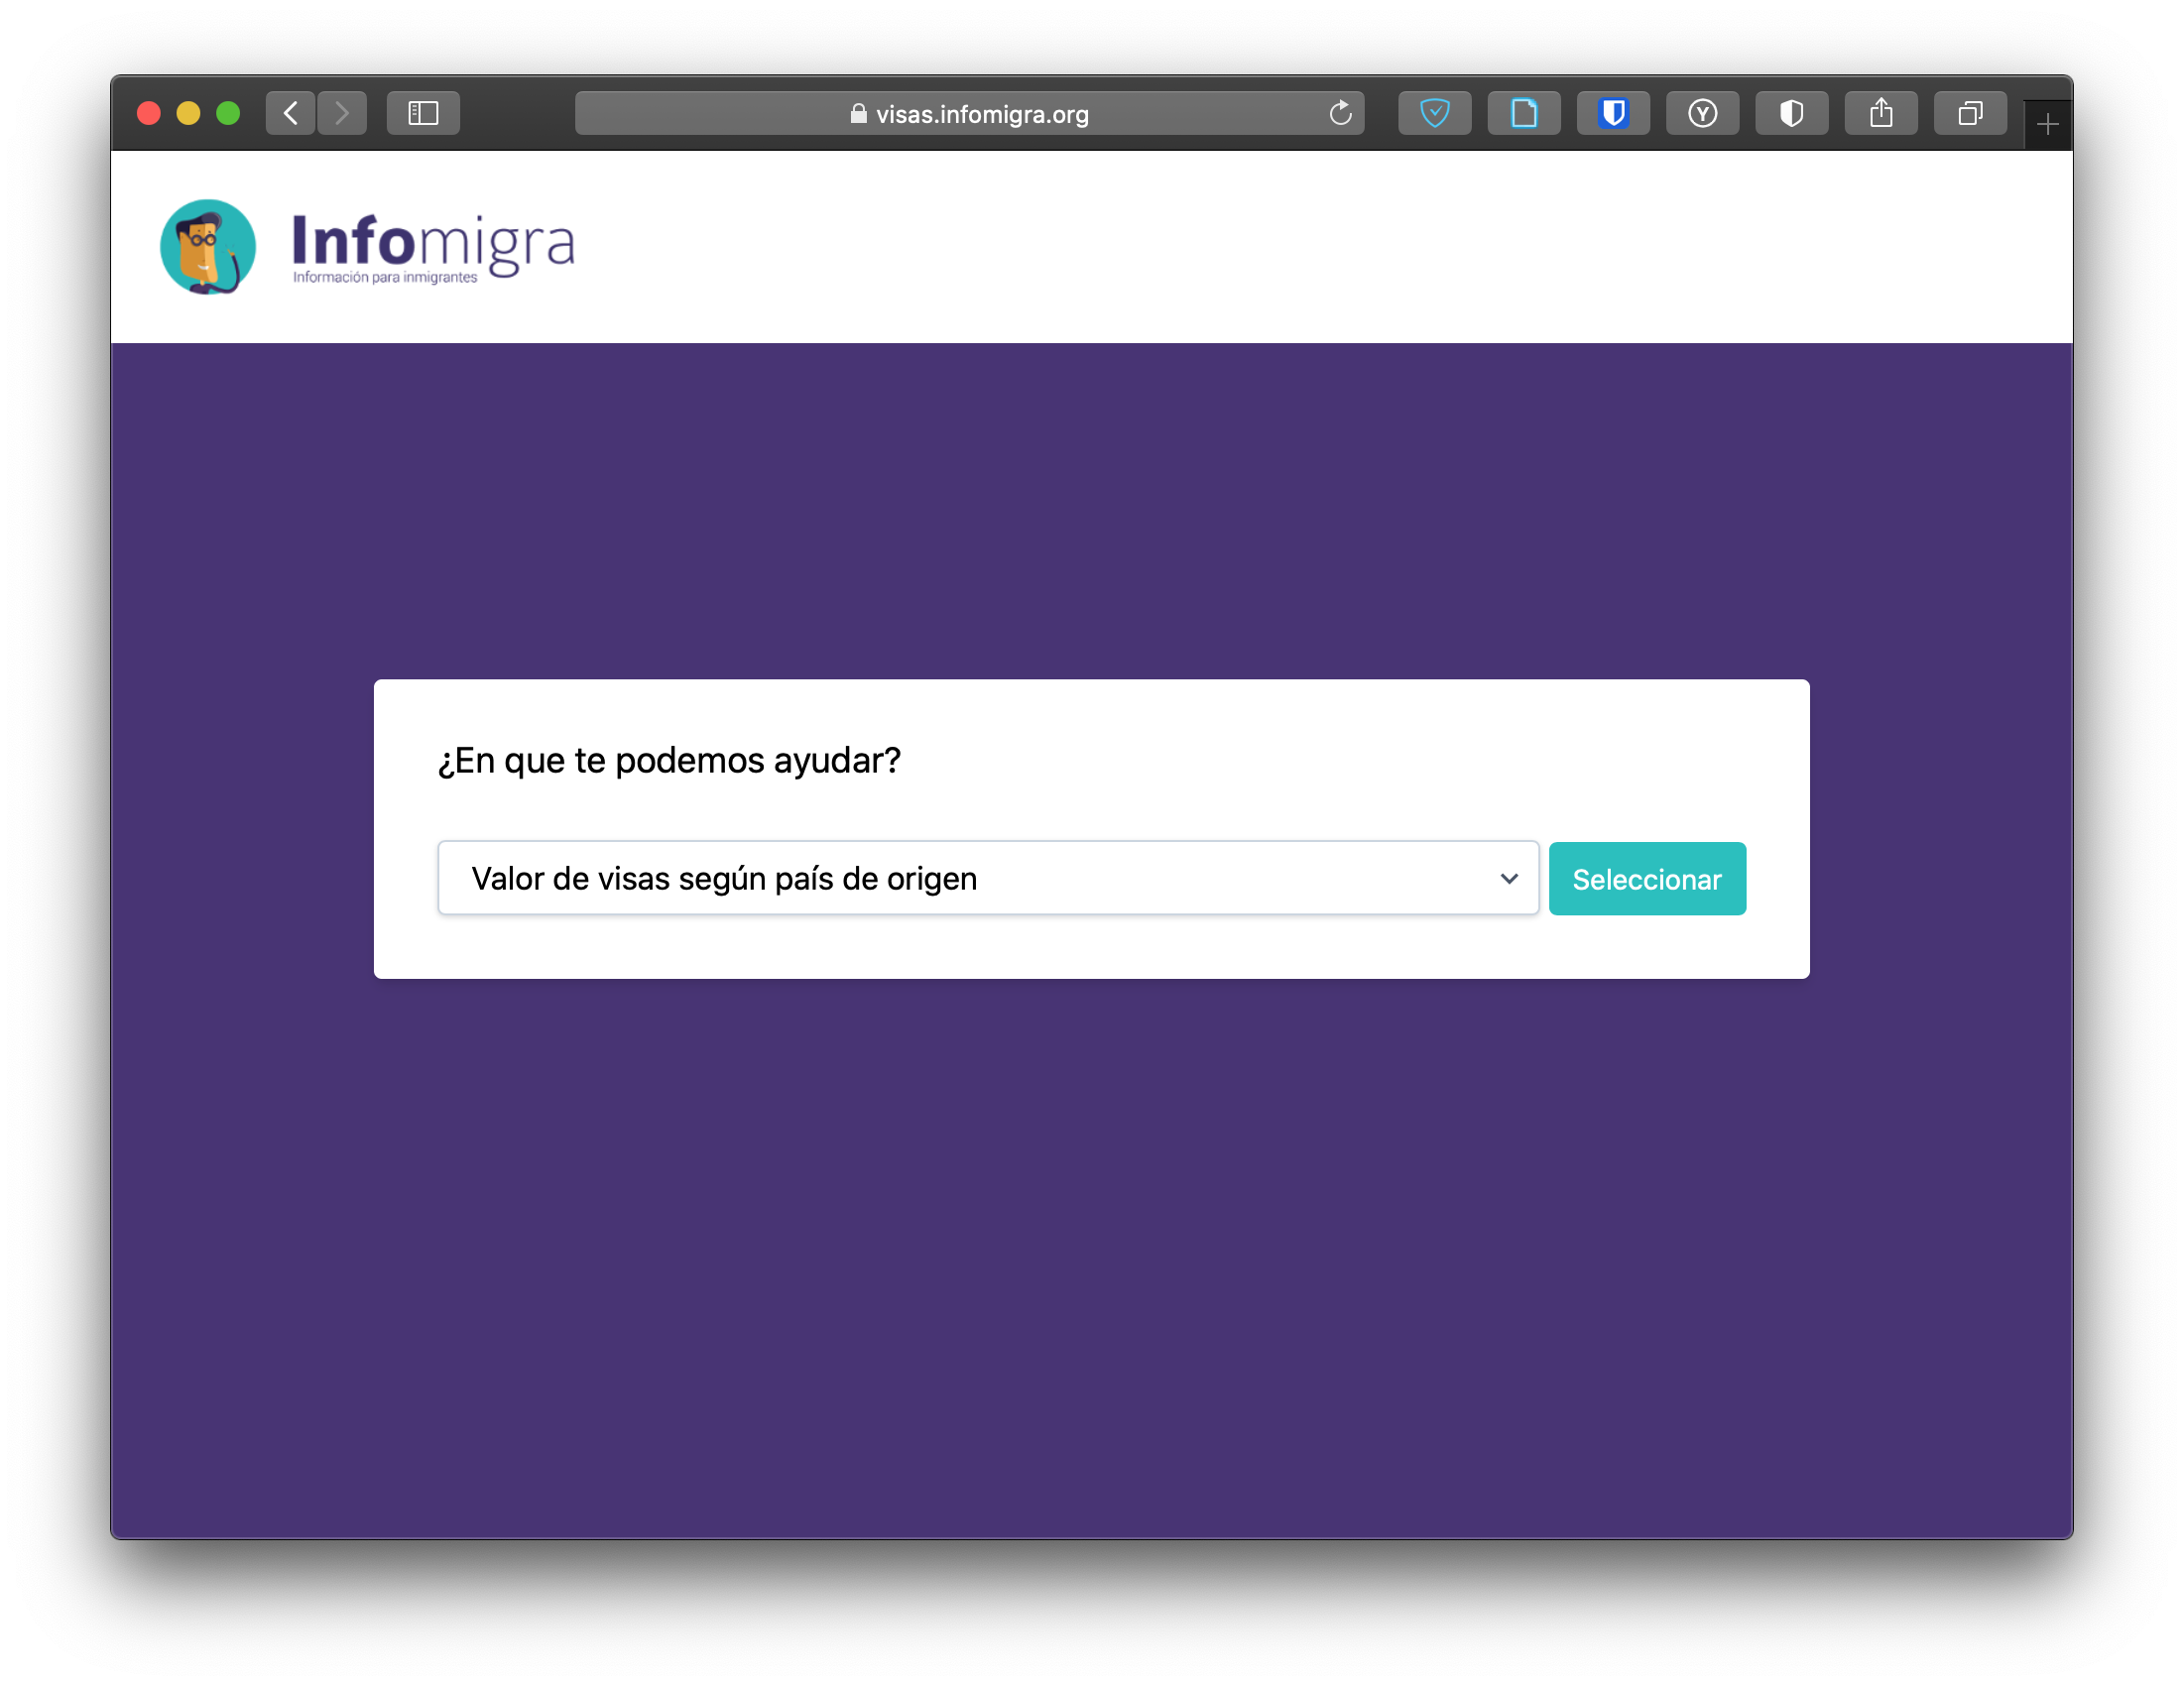 visas.infomigra.org
Infomigra
Información para inmigrantes
¿En que te podemos ayudar?
Valor de visas según país de origen
Seleccionar